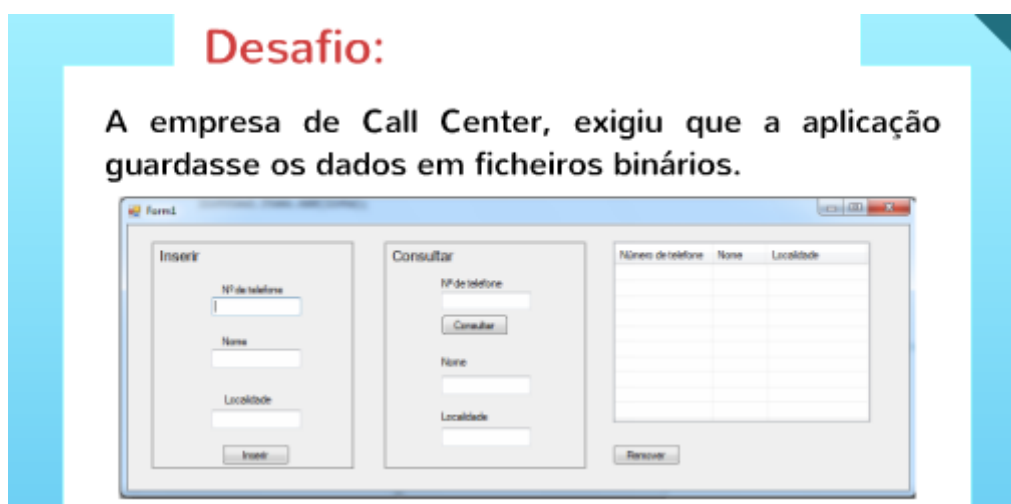 Desafio:
A empresa de Call Center, exigiu que a aplicação
guardasse os dados em ficheiros binários.
Form1
Inserir
Nº de telefone
Nome
Localidade
Inserir
Consultar
Nº de telefone
Consultar
Nome
Localidade
Número de telefone Nome Localidade
Remover